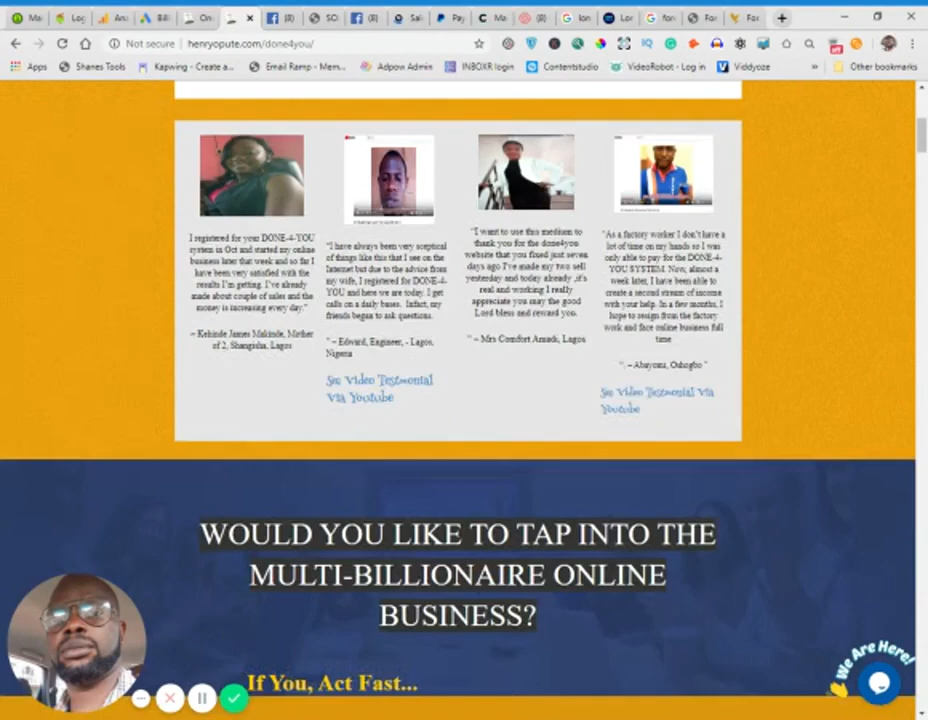 Not secure | henryopute.com/done4you/
Apps Shanes Tools Kapwing - Create a... Email Ramp - Mem... Adpow Admin INBOXR login Contentstudio VideoRobot - Log in Viddyoze » Other bookmarks
I registered for your DONE-4-YOU
system in Oct and started my online
business later that week and so far I
have been very satisfied with the
results I'm getting. I've already
made about couple of sales and the
money is increasing every day."
– Kehinde James Makinde, Mother
of 2, Shangisha, Lagos
"I have always been very sceptical
of things like this that I see on the
Internet but due to the advice from
my wife, I registered for DONE-4-
YOU and here we are today. I get
calls on a daily bases. Infact, my
friends begun to ask questions.
" – Edward, Engineer, - Lagos,
Nigeria
See Video Testmonial
Via Youtube
"I want to use this medium to
thank you for the done4you
website that you fixed just seven
days ago I've made my two sell
yesterday and today already ,it's
real and working I really
appreciate you may the good
Lord bless and reward you.
" – Mrs Comfort Amadi, Lagos
"As a factory worker I don't have a
lot of time on my hands so I was
only able to pay for the DONE-4-
YOU SYSTEM. Now, almost a
week later, I have been able to
create a second stream of income
with your help. In a few months, I
hope to resign from the factory
work and face online business full
time
". – Abayomi, Oshogbo "
See Video Testmonial Via
Youtube
WOULD YOU LIKE TO TAP INTO THE
MULTI-BILLIONAIRE ONLINE
BUSINESS?
If You, Act Fast...
We Are Here!